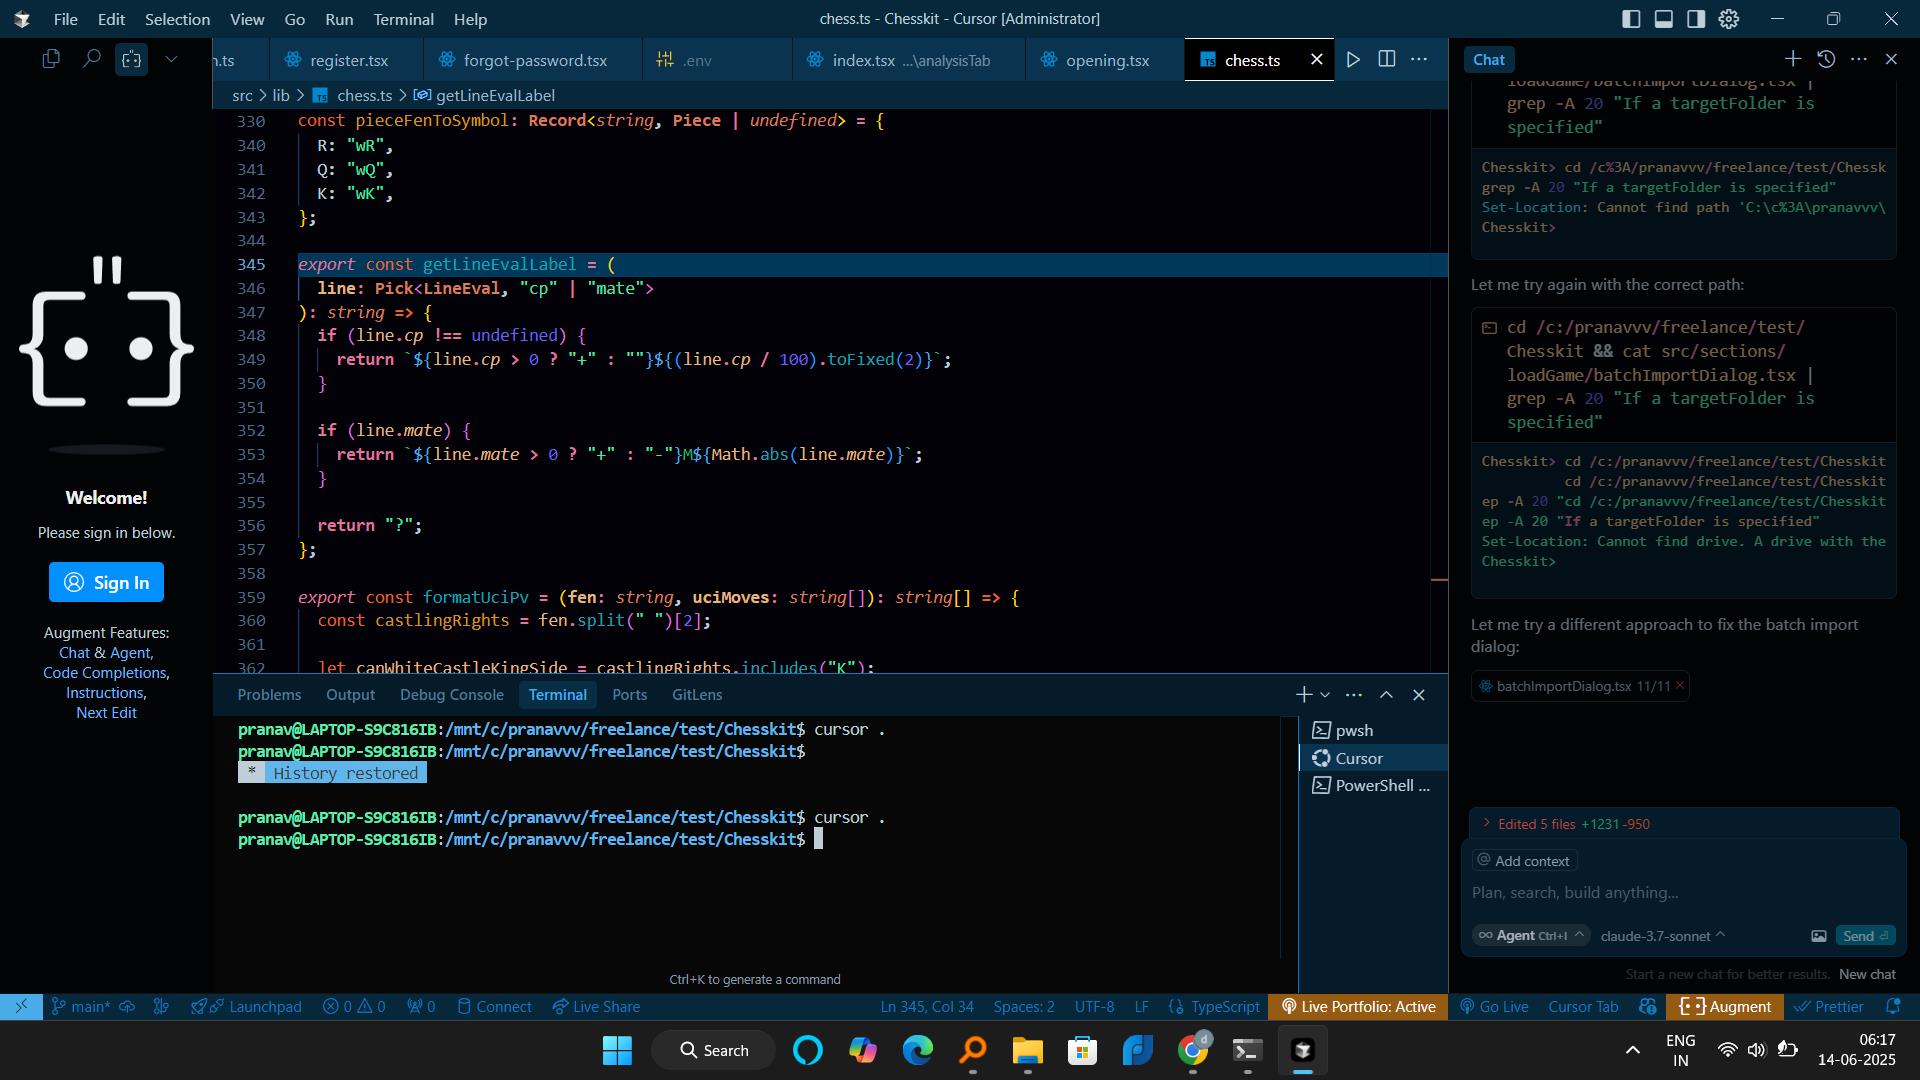 File Edit Selection View Go Run Terminal Help
chess.ts - Chesskit - Cursor [Administrator]
n.ts register.tsx forgot-password.tsx .env index.tsx ...\analysisTab opening.tsx chess.ts
src > lib > chess.ts > getLineEvalLabel
330 const pieceFenToSymbol: Record<string, Piece | undefined> = {
340 R: "wR",
341 Q: "wQ",
342 K: "wK",
343 };
344
345 export const getLineEvalLabel = (
346 line: Pick<LineEval, "cp" | "mate">
347 ): string => {
348 if (line.cp !== undefined) {
349 return `${line.cp > 0 ? "+" : ""}${(line.cp / 100).toFixed(2)}`;
350 }
351
352 if (line.mate) {
353 return `${line.mate > 0 ? "+" : "-"}M${Math.abs(line.mate)}`;
354 }
355
356 return "?";
357 };
358
359 export const formatUciPv = (fen: string, uciMoves: string[]): string[] => {
360 const castlingRights = fen.split(" ")[2];
361
362 let canWhiteCastleKingSide = castlingRights.includes("K");
Welcome!
Please sign in below.
Sign In
Augment Features:
Chat & Agent,
Code Completions,
Instructions,
Next Edit
Problems Output Debug Console Terminal Ports GitLens
pranav@LAPTOP-S9C816IB:/mnt/c/pranavvv/freelance/test/Chesskit$ cursor .
pranav@LAPTOP-S9C816IB:/mnt/c/pranavvv/freelance/test/Chesskit$
* History restored
pranav@LAPTOP-S9C816IB:/mnt/c/pranavvv/freelance/test/Chesskit$ cursor .
pranav@LAPTOP-S9C816IB:/mnt/c/pranavvv/freelance/test/Chesskit$
Ctrl+K to generate a command
pwsh
Cursor
PowerShell ...
Chat
loadGame/batchImportDialog.tsx |
grep -A 20 "If a targetFolder is
specified"
Chesskit> cd /c%3A/pranavvv/freelance/test/Chessk
grep -A 20 "If a targetFolder is specified"
Set-Location: Cannot find path 'C:\c%3A\pranavvv\
Chesskit>
Let me try again with the correct path:
cd /c:/pranavvv/freelance/test/
Chesskit && cat src/sections/
loadGame/batchImportDialog.tsx |
grep -A 20 "If a targetFolder is
specified"
Chesskit> cd /c:/pranavvv/freelance/test/Chesskit
cd /c:/pranavvv/freelance/test/Chesskit
ep -A 20 "cd /c:/pranavvv/freelance/test/Chesskit
ep -A 20 "If a targetFolder is specified"
Set-Location: Cannot find drive. A drive with the
Chesskit>
Let me try a different approach to fix the batch import
dialog:
batchImportDialog.tsx 11/11
> Edited 5 files +1231 -950
@ Add context
Plan, search, build anything...
∞ Agent Ctrl+I claude-3.7-sonnet Send
Start a new chat for better results. New chat
main* Launchpad 0 0 0 Connect Live Share Ln 345, Col 34 Spaces: 2 UTF-8 LF TypeScript Live Portfolio: Active Go Live Cursor Tab Augment Prettier
Search
d
ENG
IN
06:17
14-06-2025